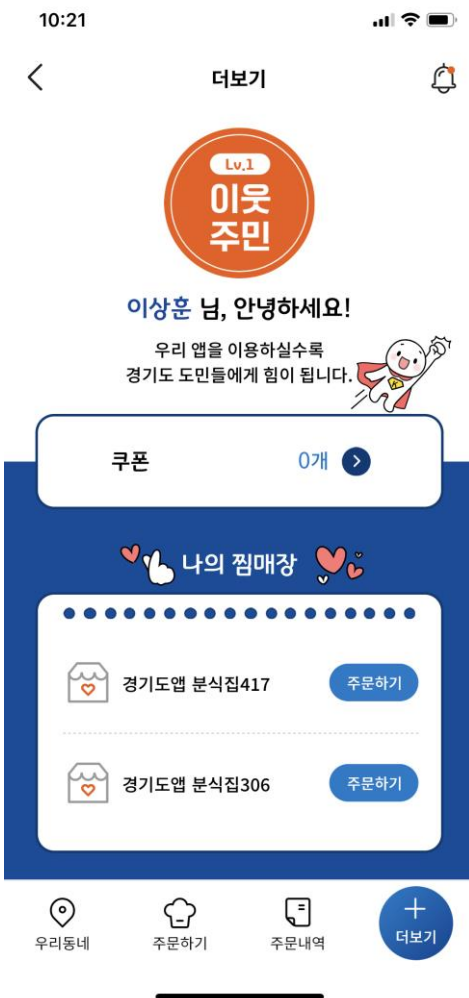 10:21
더보기
Lv.1
이웃
주민
이상훈 님, 안녕하세요!
우리 앱을 이용하실수록
경기도 도민들에게 힘이 됩니다.
K
쿠폰 0개
나의 찜매장
경기도앱 분식집417 주문하기
경기도앱 분식집306 주문하기
우리동네 주문하기 주문내역 더보기